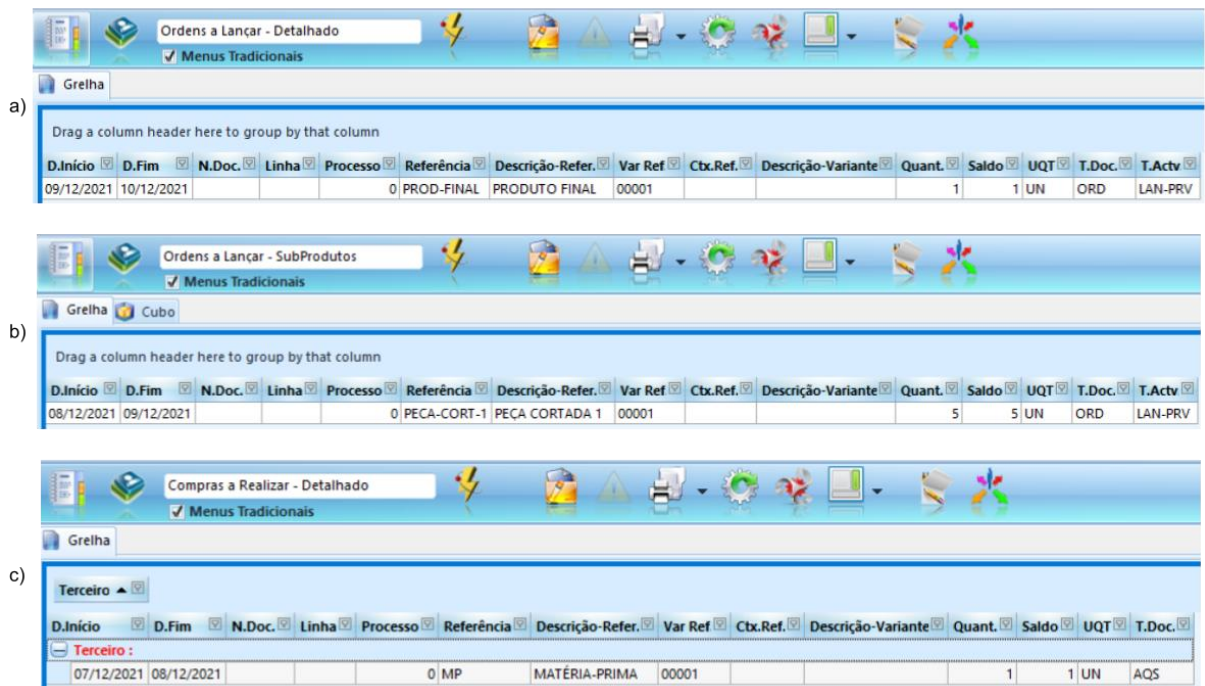 a)
Ordens a Lançar - Detalhado
Menus Tradicionais
Grelha
Drag a column header here to group by that column
D.Início D.Fim N.Doc. Linha Processo Referência Descrição-Refer. Var Ref Ctx.Ref. Descrição-Variante Quant. Saldo UQT T.Doc. T.Actv
09/12/2021 10/12/2021 0 PROD-FINAL PRODUTO FINAL 00001 1 1 UN ORD LAN-PRV
b)
Ordens a Lançar - SubProdutos
Menus Tradicionais
Grelha Cubo
Drag a column header here to group by that column
D.Início D.Fim N.Doc. Linha Processo Referência Descrição-Refer. Var Ref Ctx.Ref. Descrição-Variante Quant. Saldo UQT T.Doc. T.Actv
08/12/2021 09/12/2021 0 PECA-CORT-1 PEÇA CORTADA 1 00001 5 5 UN ORD LAN-PRV
c)
Compras a Realizar - Detalhado
Menus Tradicionais
Grelha
Terceiro
D.Início D.Fim N.Doc. Linha Processo Referência Descrição-Refer. Var Ref Ctx.Ref. Descrição-Variante Quant. Saldo UQT T.Doc.
Terceiro :
07/12/2021 08/12/2021 0 MP MATÉRIA-PRIMA 00001 1 1 UN AQS